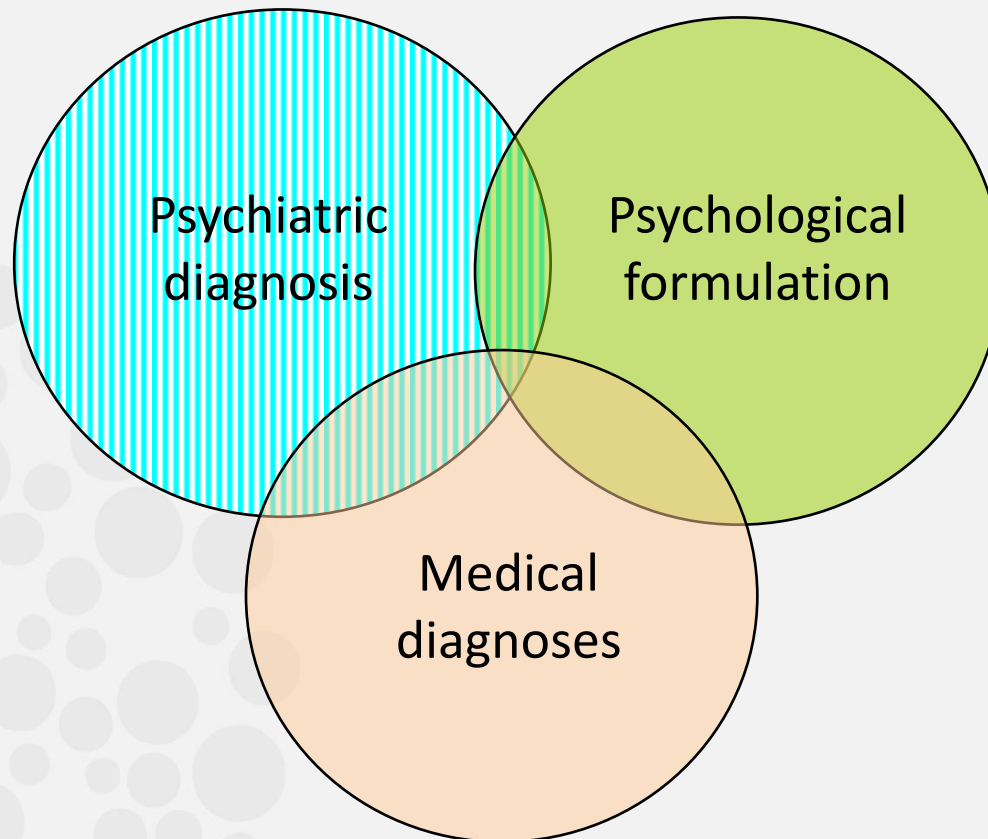 Psychiatric
diagnosis
Psychological
formulation
Medical
diagnoses